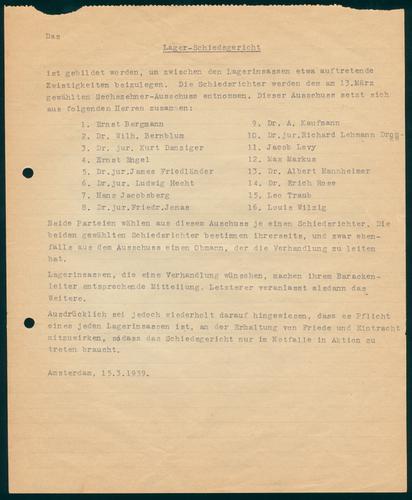 Das
Lager-Schiedsgericht
ist gebildet worden, um zwischen den Lagerinsassen etwa auftretende
Zwistigkeiten beizulegen. Die Schiedsrichter werden dem am 13.März
gewählten Sechszehner-Ausschuss entnommen. Dieser Ausschuss setzt sich
aus folgenden Herren zusammen:
1. Ernst Bergmann
2. Dr. Wilh. Bernblum
3. Dr. jur. Kurt Danziger
4. Ernst Engel
5. Dr.jur.James Friedländer
6. Dr.jur. Ludwig Hecht
7. Hans Jacobsberg
8. Dr.jur.Friedr.Jonas
9. Dr. A. Kaufmann
10. Dr.jur.Richard Lehmann
11. Jacob Levy
12. Max Markus
13. Dr. Albert Mannheimer
14. Dr. Erich Rose
15. Leo Traub
16. Louis Wilzig
Beide Parteien wählen aus diesem Auschuss je einen Schiedsrichter. Die
beiden gewählten Schiedsrichter bestimmen ihrerseits, und zwar eben-
falls aus dem Ausschuss einen Obmann, der die Verhandlung zu leiten
hat.
Lagerinsassen, die eine Verhandlung wünschen, machen ihrem Baracken-
leiter entsprechende Mitteilung. Letzterer veranlasst alsdann das
Weitere.
Ausdrücklich sei jedoch wiederholt darauf hingewiesen, dass es Pflicht
eines jeden Lagerinsassen ist, an der Erhaltung von Friede und Eintracht
mitzuwirken, sodass das Schiedsgericht nur im Notfalle in Aktion zu
treten braucht.
Amsterdam, 15.3.1939.